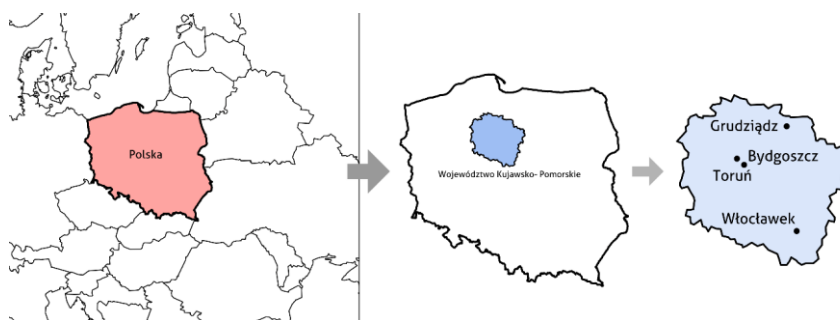 Polska
Województwo Kujawsko- Pomorskie
Grudziądz
Bydgoszcz
Toruń
Włocławek